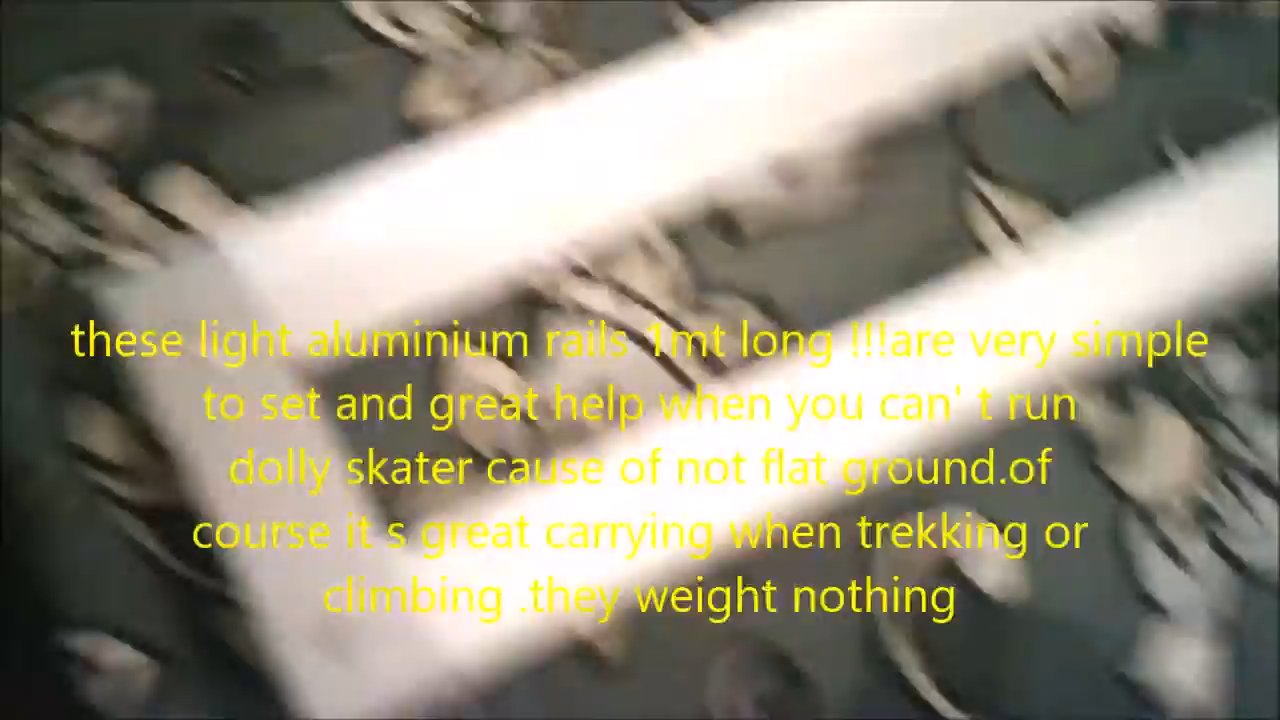 these light aluminium rails 1mt long !!!are very simple
to set and great help when you can' t run
dolly skater cause of not flat ground.of
course it s great carrying when trekking or
climbing .they weight nothing